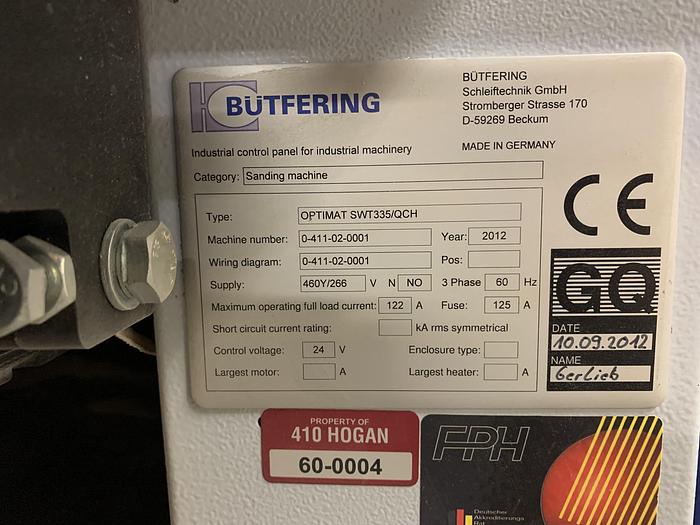 BÜTFERING
BÜTFERING
Schleiftechnik GmbH
Stromberger Strasse 170
D-59269 Beckum
Industrial control panel for industrial machinery
MADE IN GERMANY
Category: Sanding machine
Type: OPTIMAT SWT335/QCH
Machine number: 0-411-02-0001 Year: 2012
Wiring diagram: 0-411-02-0001 Pos:
Supply: 460Y/266 V N NO 3 Phase 60 Hz
Maximum operating full load current: 122 A Fuse: 125 A
Short circuit current rating: kA rms symmetrical
Control voltage: 24 V Enclosure type:
Largest motor: A Largest heater: A
CE
GQ
DATE
10.09.2012
NAME
Gerlieb
PROPERTY OF
410 HOGAN
60-0004
FPH
Deutscher
Akkreditierungs
Rat